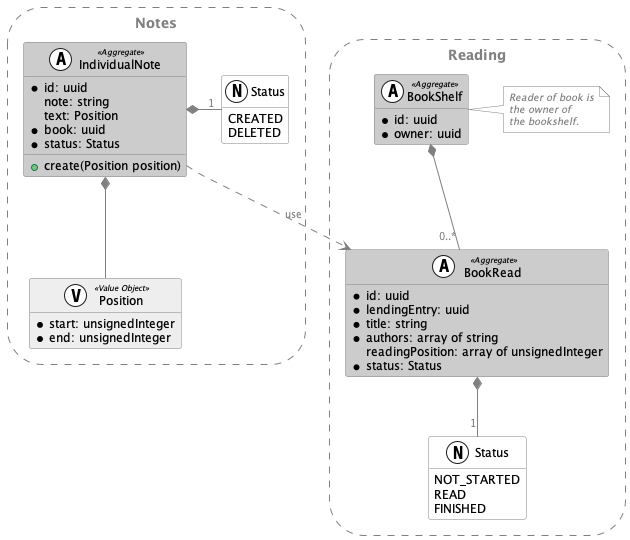 Notes
A
«Aggregate»
IndividualNote
id: uuid
note: string
text: Position
book: uuid
status: Status
create(Position position)
1
N Status
CREATED
DELETED
V
«Value Object»
Position
start: unsignedInteger
end: unsignedInteger
use
Reading
A
«Aggregate»
BookShelf
id: uuid
owner: uuid
Reader of book is
the owner of
the bookshelf.
0..*
A
«Aggregate»
BookRead
id: uuid
lendingEntry: uuid
title: string
authors: array of string
readingPosition: array of unsignedInteger
status: Status
1
N Status
NOT_STARTED
READ
FINISHED